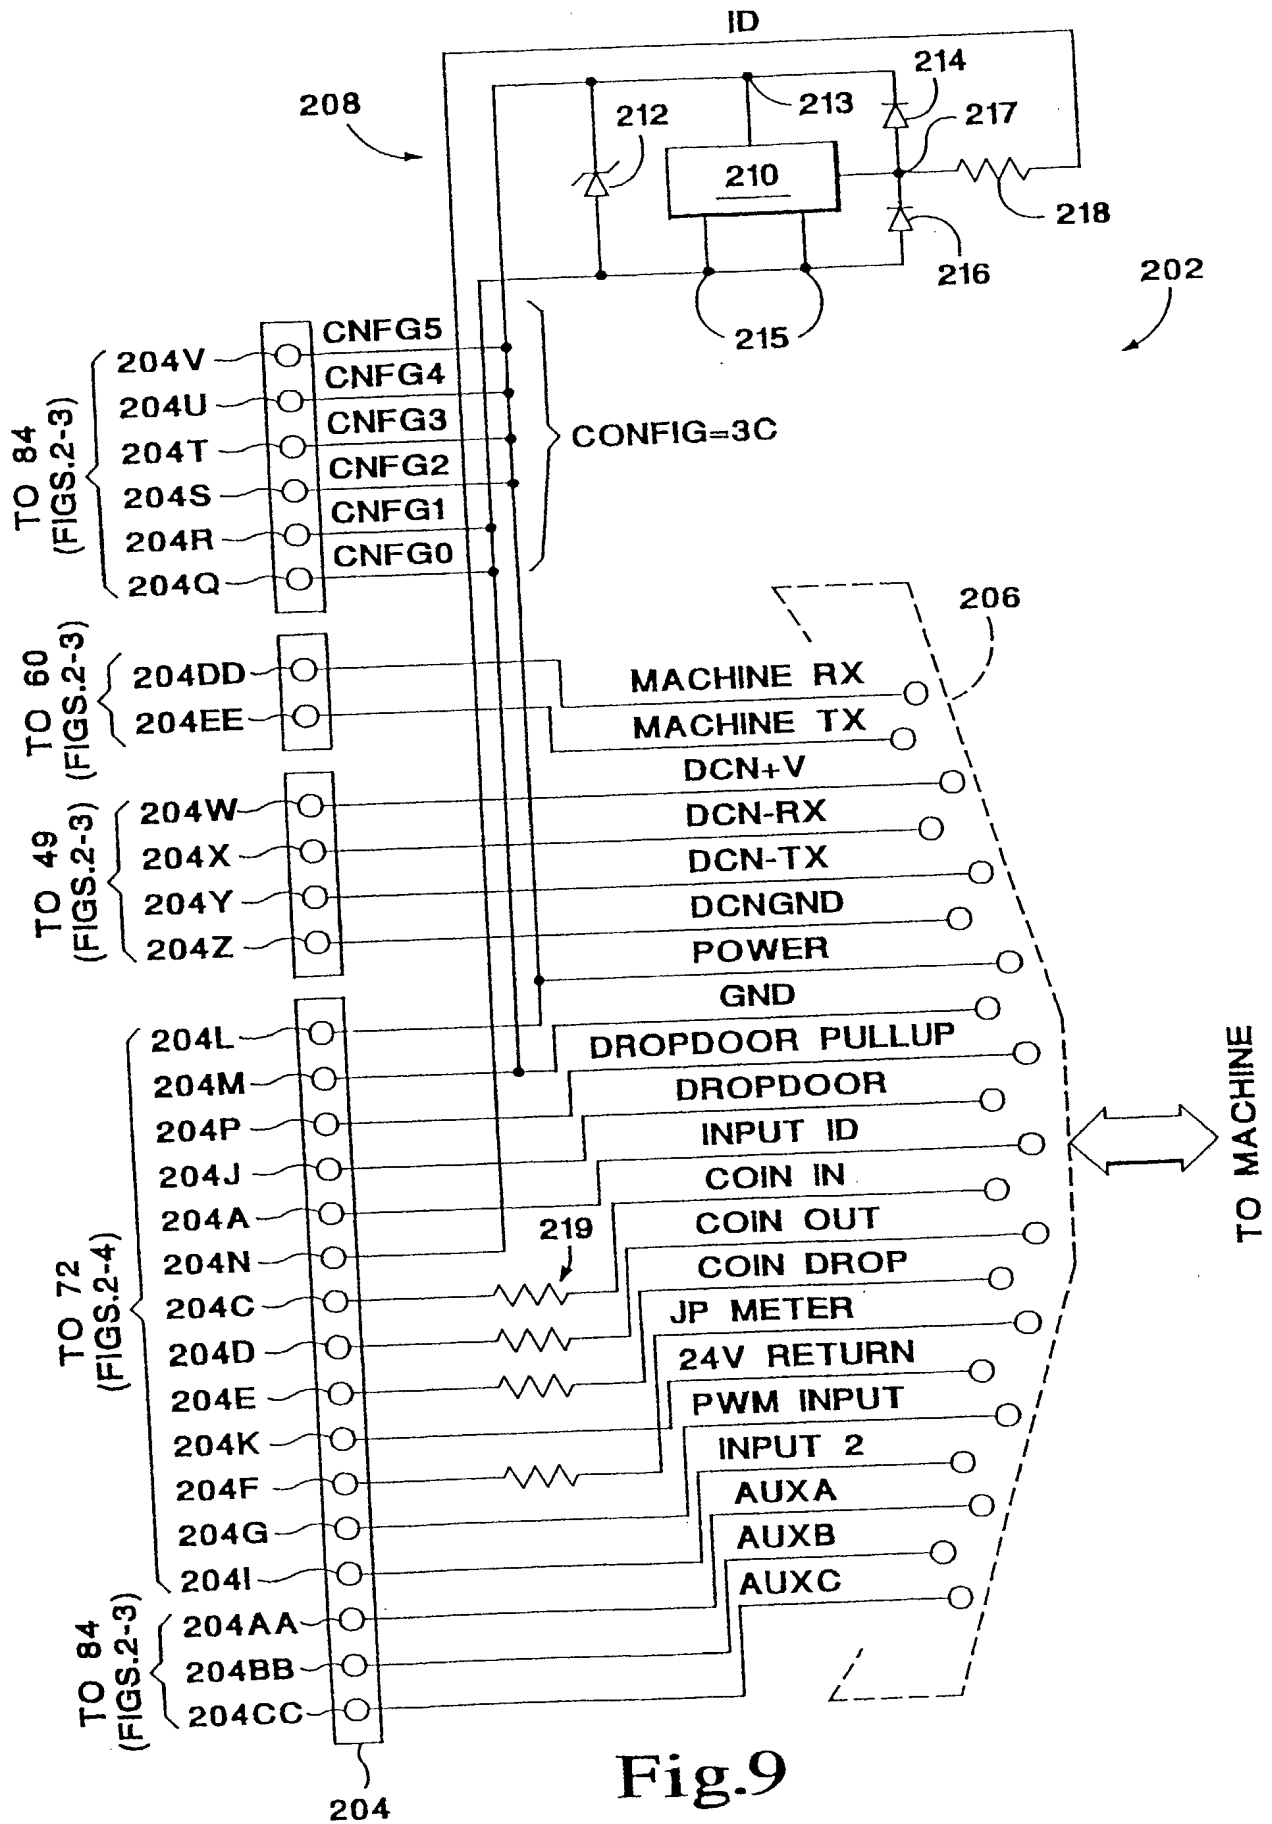 ID
208
212
213
214
217
210
218
216
215
202
CNFG5
204V
CNFG4
204U
CNFG3
204T
CNFG2
204S
CNFG1
204R
CNFG0
204Q
TO 84
(FIGS.2-3)
CONFIG=3C
206
TO 60
(FIGS.2-3)
204DD
204EE
MACHINE RX
MACHINE TX
TO 49
(FIGS.2-3)
204W
204X
204Y
204Z
DCN+V
DCN-RX
DCN-TX
DCNGND
POWER
GND
DROPDOOR PULLUP
DROPDOOR
INPUT ID
COIN IN
COIN OUT
COIN DROP
JP METER
24V RETURN
PWM INPUT
INPUT 2
AUXA
AUXB
AUXC
TO MACHINE
219
TO 72
(FIGS.2-4)
204L
204M
204P
204J
204A
204N
204C
204D
204E
204K
204F
204G
204I
TO 84
(FIGS.2-3)
204AA
204BB
204CC
204
Fig.9